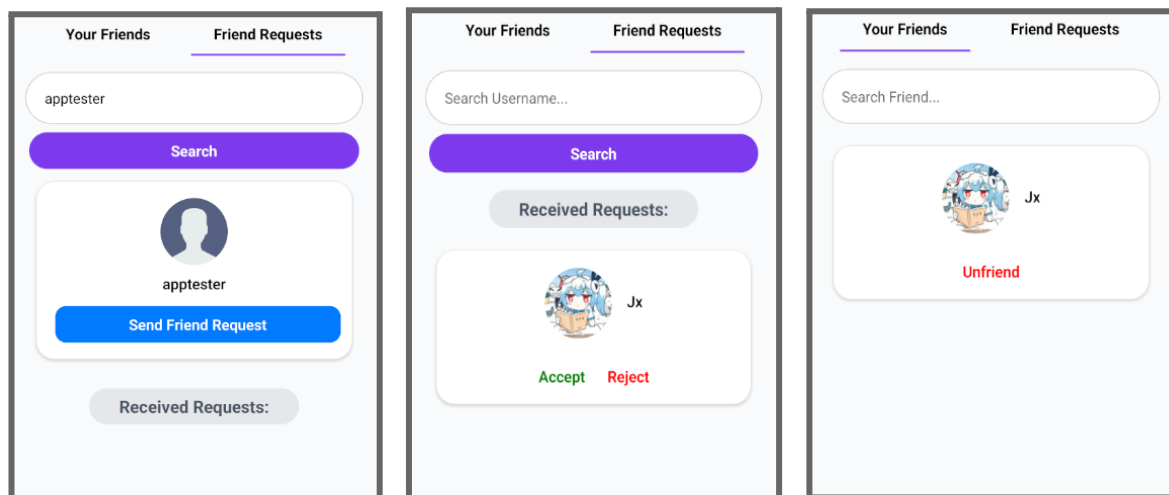 Your Friends Friend Requests
apptester
Search
apptester
Send Friend Request
Received Requests:
Your Friends Friend Requests
Search Username...
Search
Received Requests:
Jx
Accept Reject
Your Friends Friend Requests
Search Friend...
Jx
Unfriend